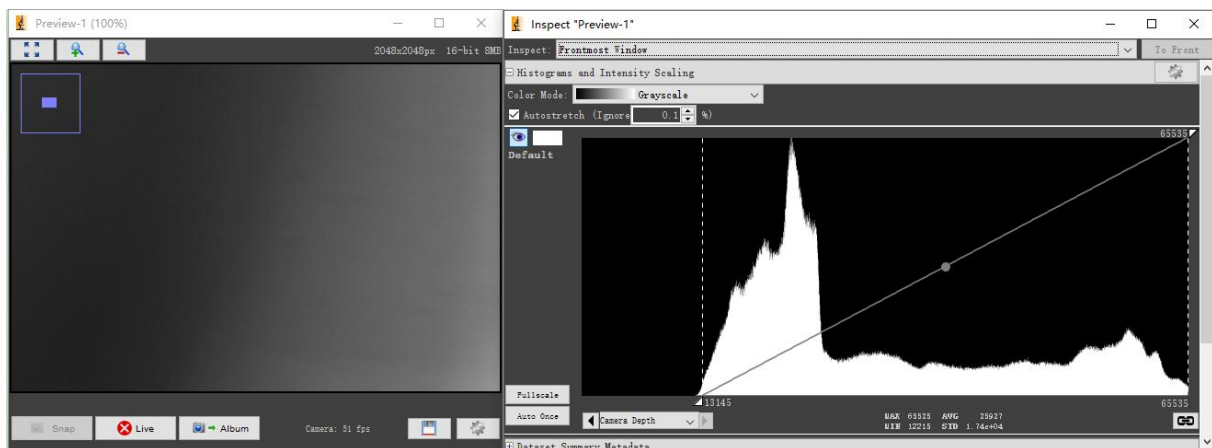 Preview-1 (100%)
2048x2048px 16-bit 8MB
Snap
Live
Album
Camera: 51 fps
Inspect "Preview-1"
Inspect: Frontmost Window
To Front
Histograms and Intensity Scaling
Color Mode: Grayscale
Autostretch (Ignore 0.1 %)
65535
Default
Fullscale
13145
65535
Auto Once
Camera Depth
MAX 65525 AVG 25927
MIN 12215 STD 1.74e+04
Dataset Summary Metadata